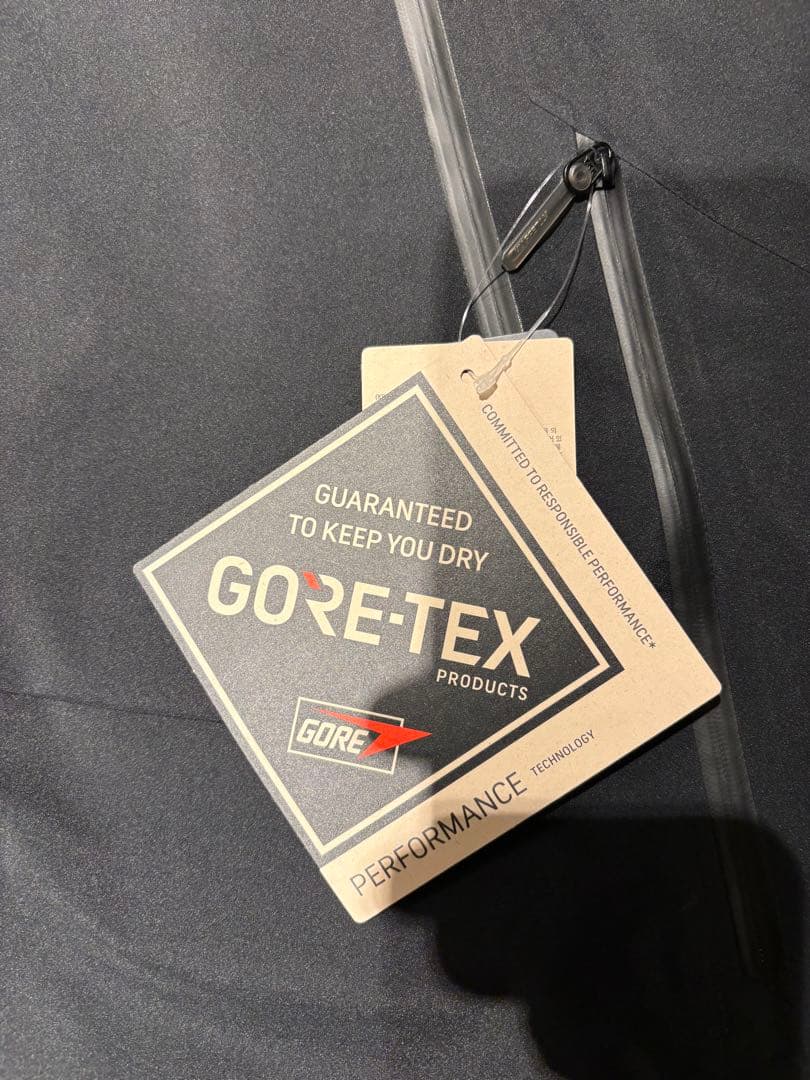 GUARANTEED
TO KEEP YOU DRY
GORE-TEX
PRODUCTS
GORE
COMMITTED TO RESPONSIBLE PERFORMANCE*
PERFORMANCE TECHNOLOGY